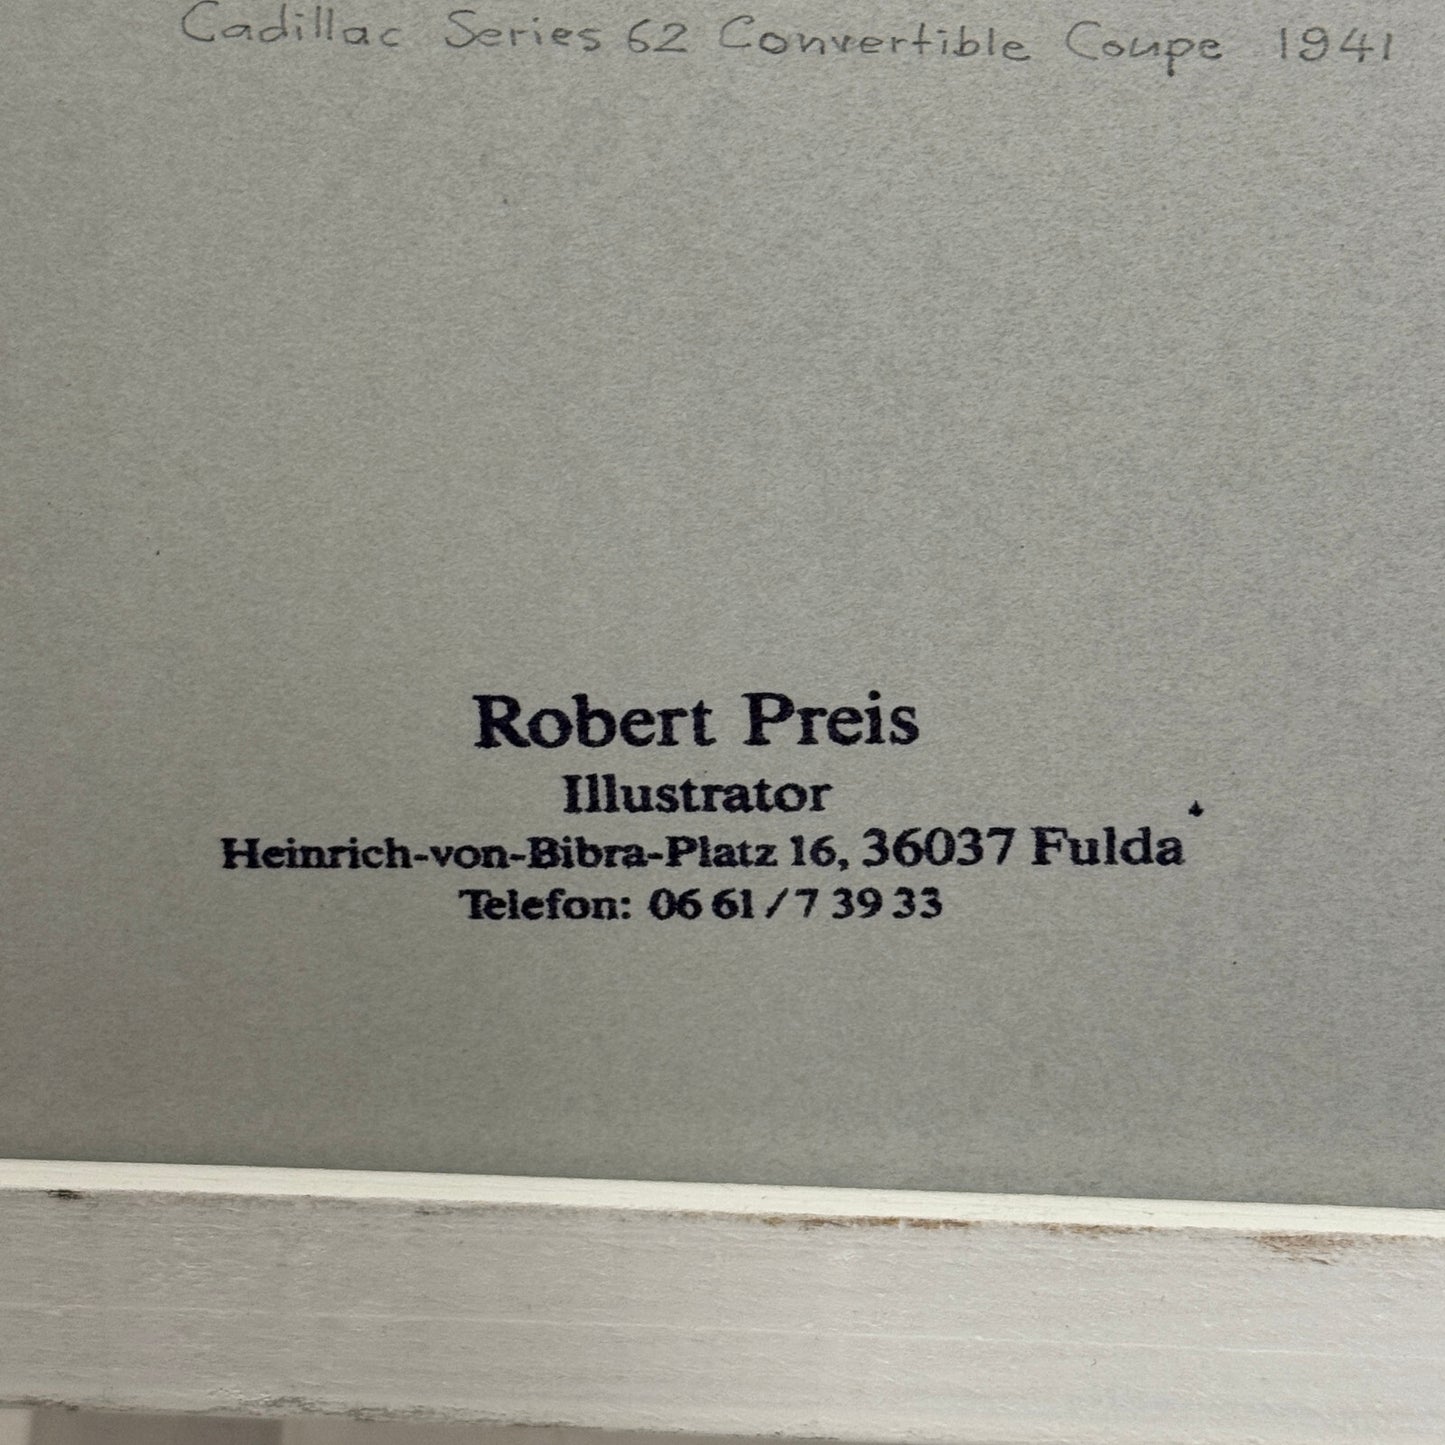 Cadillac Series 62 Convertible Coupe 1941
Robert Preis
Illustrator
Heinrich-von-Bibra-Platz 16, 36037 Fulda
Telefon: 06 61 / 7 39 33